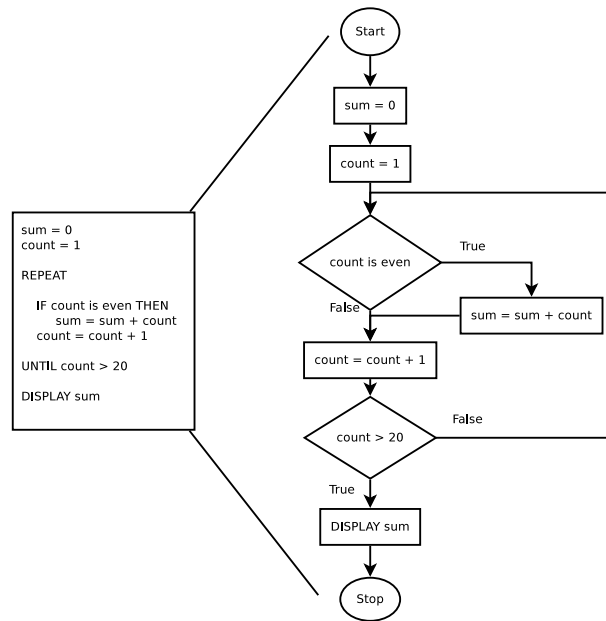 sum = 0
count = 1
REPEAT
IF count is even THEN
sum = sum + count
count = count + 1
UNTIL count > 20
DISPLAY sum
Start
sum = 0
count = 1
count is even
True
sum = sum + count
False
count = count + 1
count > 20
False
True
DISPLAY sum
Stop